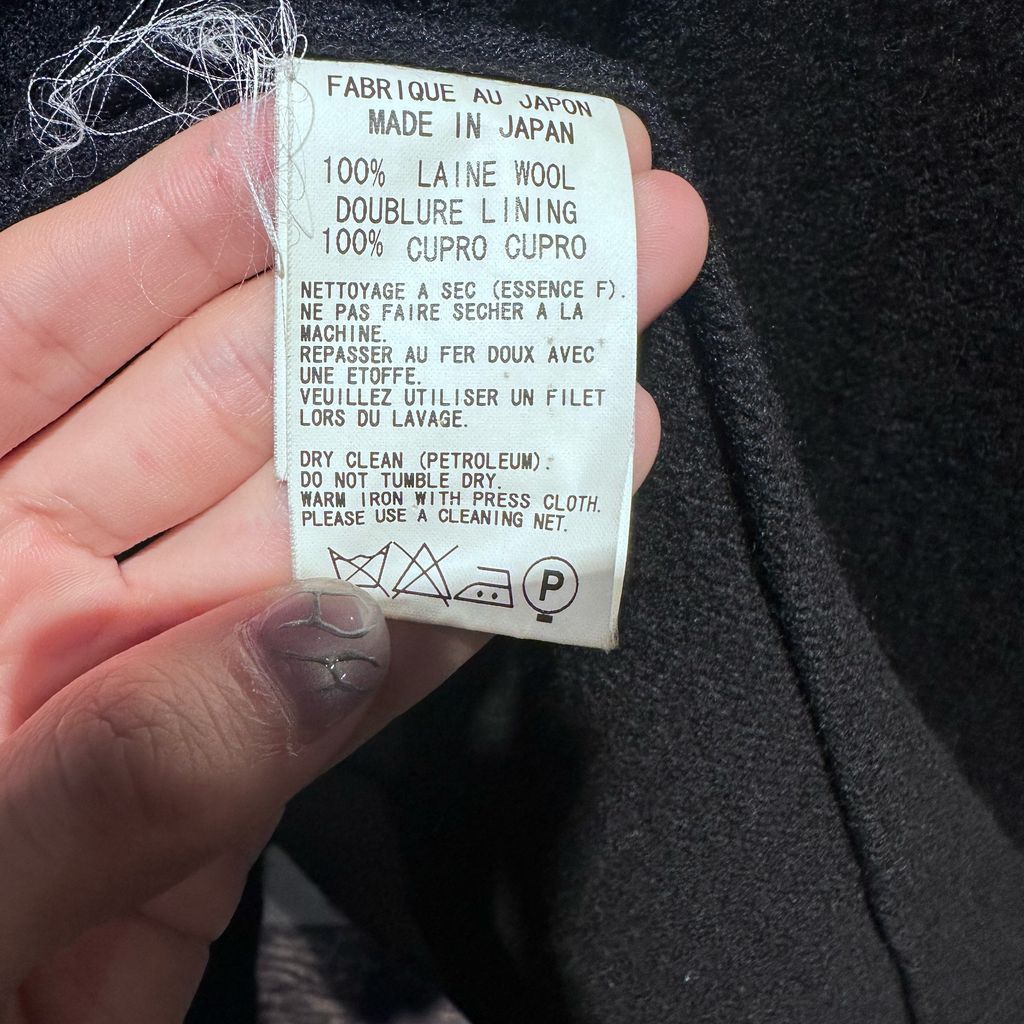 FABRIQUE AU JAPON
MADE IN JAPAN
100% LAINE WOOL
DOUBLURE LINING
100% CUPRO CUPRO
NETTOYAGE A SEC (ESSENCE F).
NE PAS FAIRE SECHER A LA
MACHINE.
REPASSER AU FER DOUX AVEC
UNE ETOFFE.
VEUILLEZ UTILISER UN FILET
LORS DU LAVAGE.
DRY CLEAN (PETROLEUM).
DO NOT TUMBLE DRY.
WARM IRON WITH PRESS CLOTH.
PLEASE USE A CLEANING NET.
P